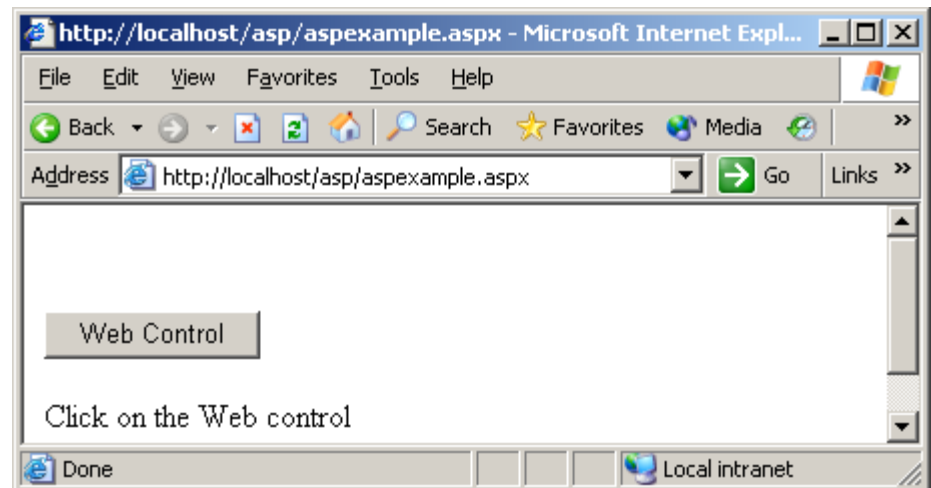 http://localhost/asp/aspexample.aspx - Microsoft Internet Expl...
File Edit View Favorites Tools Help
Back Search Favorites Media »
Address http://localhost/asp/aspexample.aspx Go Links »
Web Control
Click on the Web control
Done Local intranet